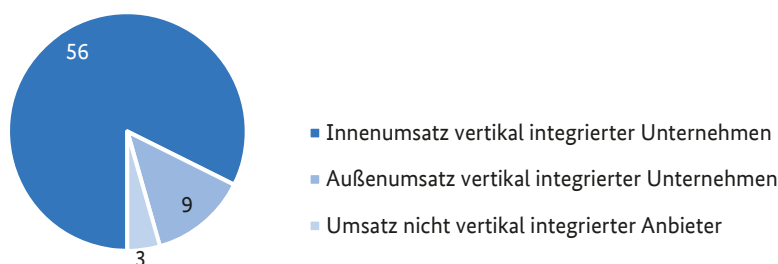 56
9
3
Innenumsatz vertikal integrierter Unternehmen
Außenumsatz vertikal integrierter Unternehmen
Umsatz nicht vertikal integrierter Anbieter